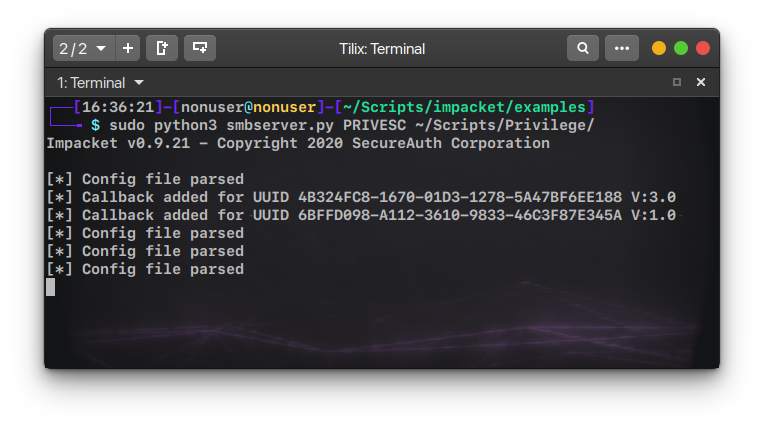 2 / 2
Tilix: Terminal
1: Terminal
[16:36:21]-[nonuser@nonuser]-[~/Scripts/impacket/examples]
$ sudo python3 smbserver.py PRIVESC ~/Scripts/Privilege/
Impacket v0.9.21 - Copyright 2020 SecureAuth Corporation
[*] Config file parsed
[*] Callback added for UUID 4B324FC8-1670-01D3-1278-5A47BF6EE188 V:3.0
[*] Callback added for UUID 6BFFD098-A112-3610-9833-46C3F87E345A V:1.0
[*] Config file parsed
[*] Config file parsed
[*] Config file parsed